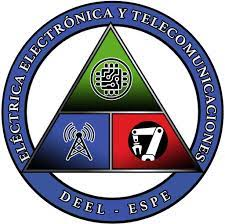 ELÉCTRICA ELECTRÓNICA Y TELECOMUNICACIONES
DEEL - ESPE